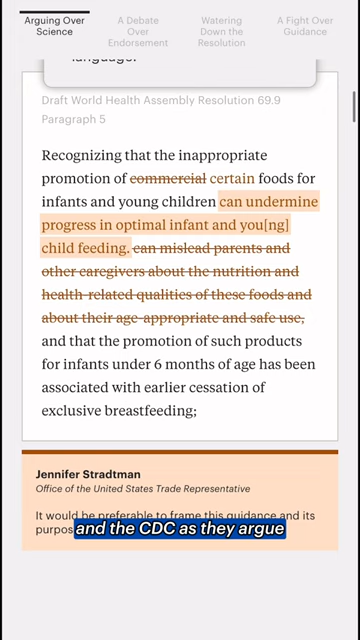 Arguing Over
Science
A Debate
Over
Endorsement
Watering
Down the
Resolution
A Fight Over
Guidance
language.
Draft World Health Assembly Resolution 69.9
Paragraph 5
Recognizing that the inappropriate
promotion of commercial certain foods for
infants and young children can undermine
progress in optimal infant and you[ng]
child feeding. can mislead parents and
other caregivers about the nutrition and
health-related qualities of these foods and
about their age-appropriate and safe use,
and that the promotion of such products
for infants under 6 months of age has been
associated with earlier cessation of
exclusive breastfeeding;
Jennifer Stradtman
Office of the United States Trade Representative
It would be preferable to frame this guidance and its
purpos
and the CDC as they argue